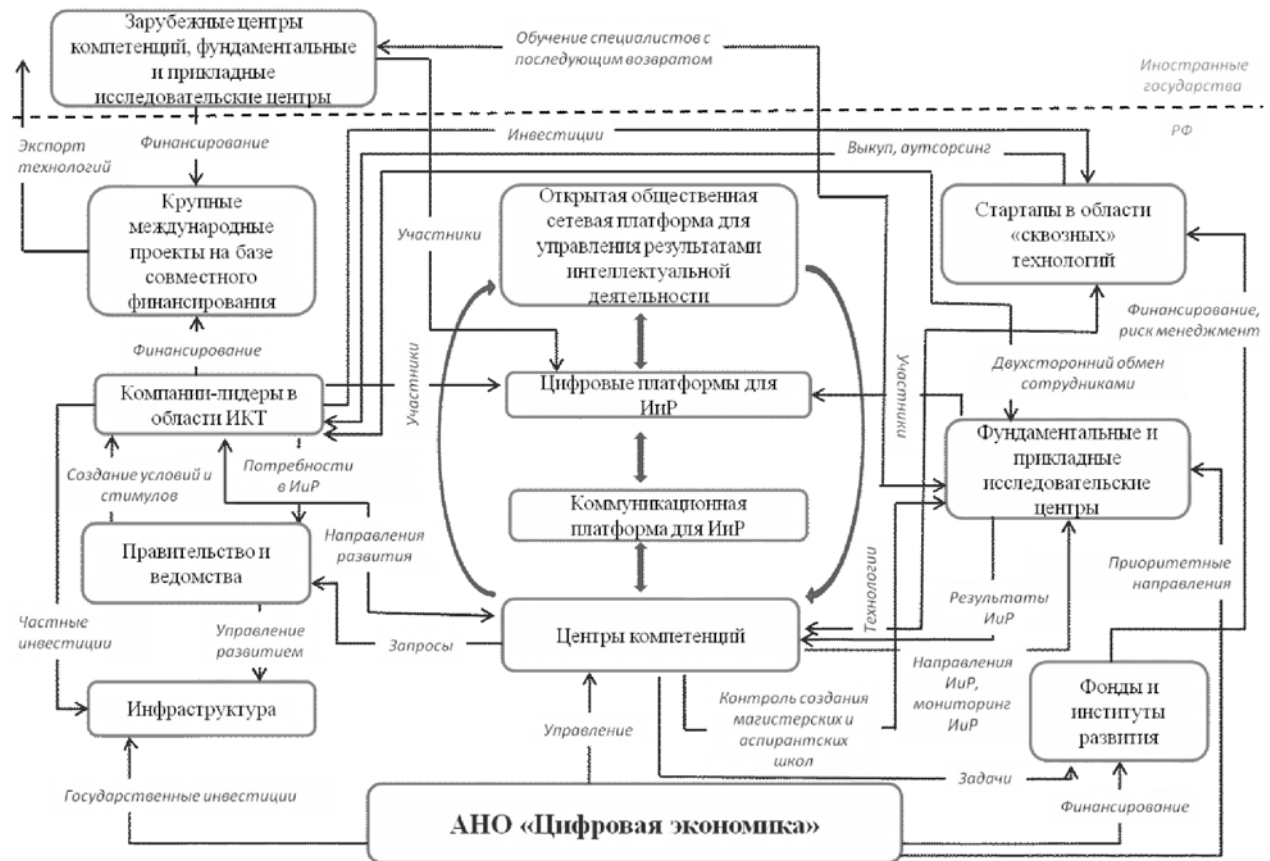 Зарубежные центры
компетенций, фундаментальные
и прикладные
исследовательские центры
Обучение специалистов с
последующим возвратом
Иностранные
государства
РФ
Экспорт
технологий
Финансирование
Инвестиции
Выкуп, аутсорсинг
Крупные
международные
проекты на базе
совместного
финансирования
Участники
Открытая общественная
сетевая платформа для
управления результатами
интеллектуальной
деятельности
Стартапы в области
«сквозных»
технологий
Финансирование,
риск менеджмент
Финансирование
Участники
Участники
Двухсторонний обмен
сотрудниками
Компании-лидеры в
области ИКТ
Цифровые платформы для
ИиР
Фундаментальные и
прикладные
исследовательские
центры
Создание условий и
стимулов
Потребности
в ИиР
Коммуникационная
платформа для ИиР
Правительство и
ведомства
Направления
развития
Технологии
Приоритетные
направления
Результаты
ИиР
Частные
инвестиции
Управление
развитием
Запросы
Центры компетенций
Направления
ИиР,
мониторинг
ИиР
Инфраструктура
Управление
Контроль создания
магистерских и
аспирантских
школ
Фонды и
институты
развития
Задачи
Государственные инвестиции
Финансирование
АНО «Цифровая экономика»